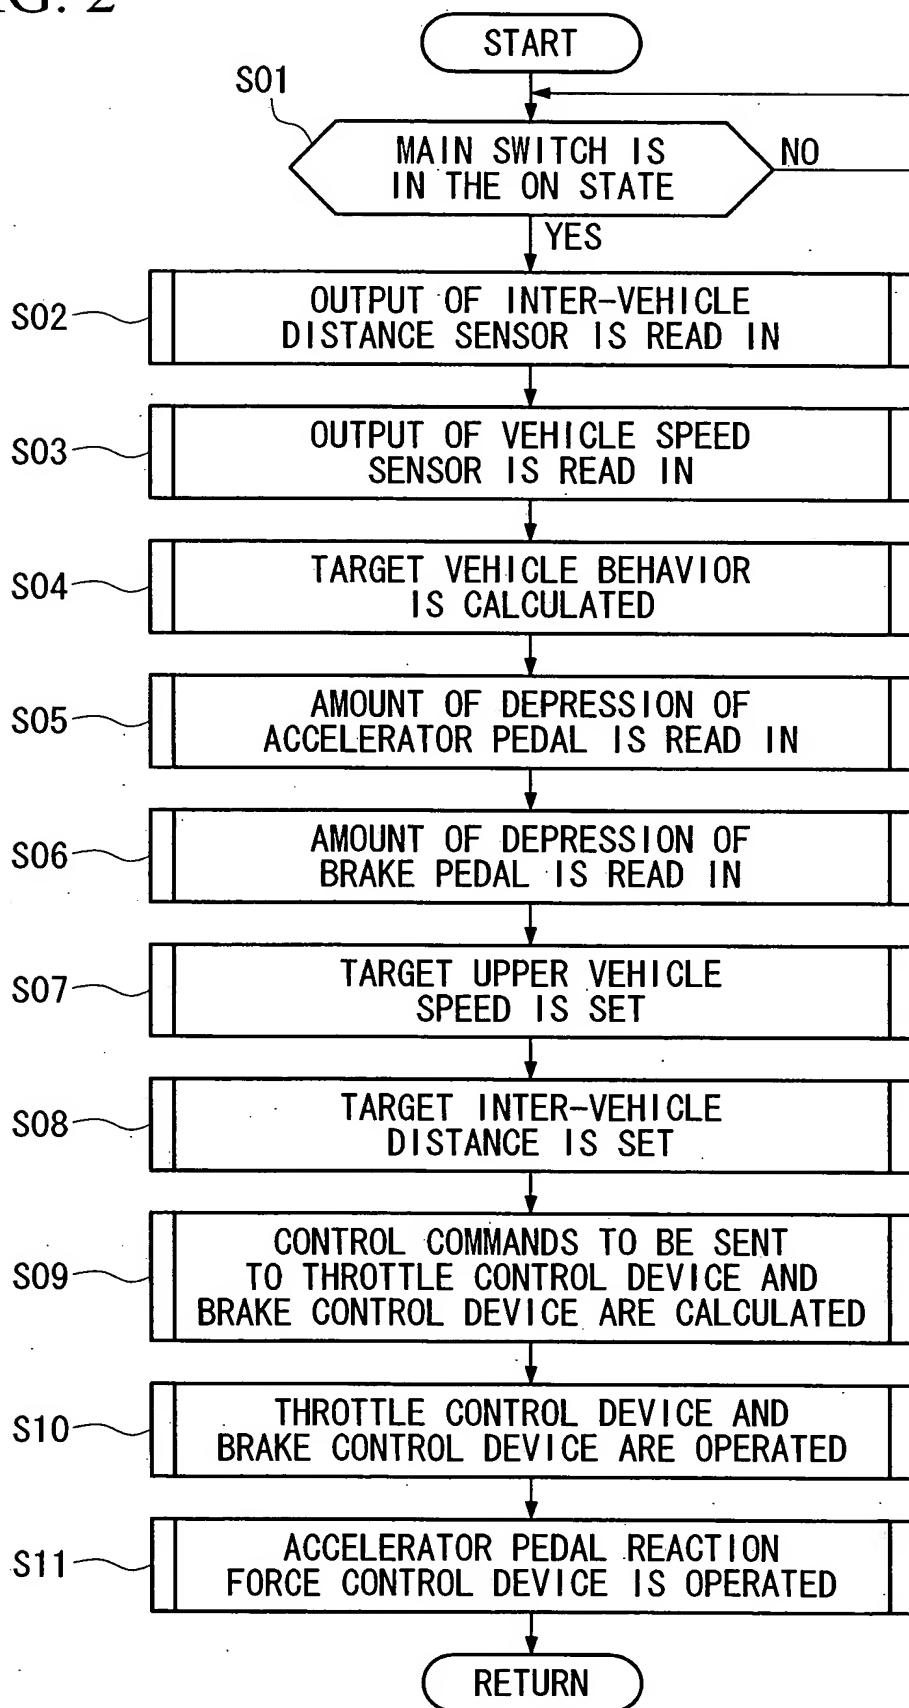 FIG. 2
START
S01
MAIN SWITCH IS
IN THE ON STATE
NO
YES
S02
OUTPUT OF INTER-VEHICLE
DISTANCE SENSOR IS READ IN
S03
OUTPUT OF VEHICLE SPEED
SENSOR IS READ IN
S04
TARGET VEHICLE BEHAVIOR
IS CALCULATED
S05
AMOUNT OF DEPRESSION OF
ACCELERATOR PEDAL IS READ IN
S06
AMOUNT OF DEPRESSION OF
BRAKE PEDAL IS READ IN
S07
TARGET UPPER VEHICLE
SPEED IS SET
S08
TARGET INTER-VEHICLE
DISTANCE IS SET
S09
CONTROL COMMANDS TO BE SENT
TO THROTTLE CONTROL DEVICE AND
BRAKE CONTROL DEVICE ARE CALCULATED
S10
THROTTLE CONTROL DEVICE AND
BRAKE CONTROL DEVICE ARE OPERATED
S11
ACCELERATOR PEDAL REACTION
FORCE CONTROL DEVICE IS OPERATED
RETURN